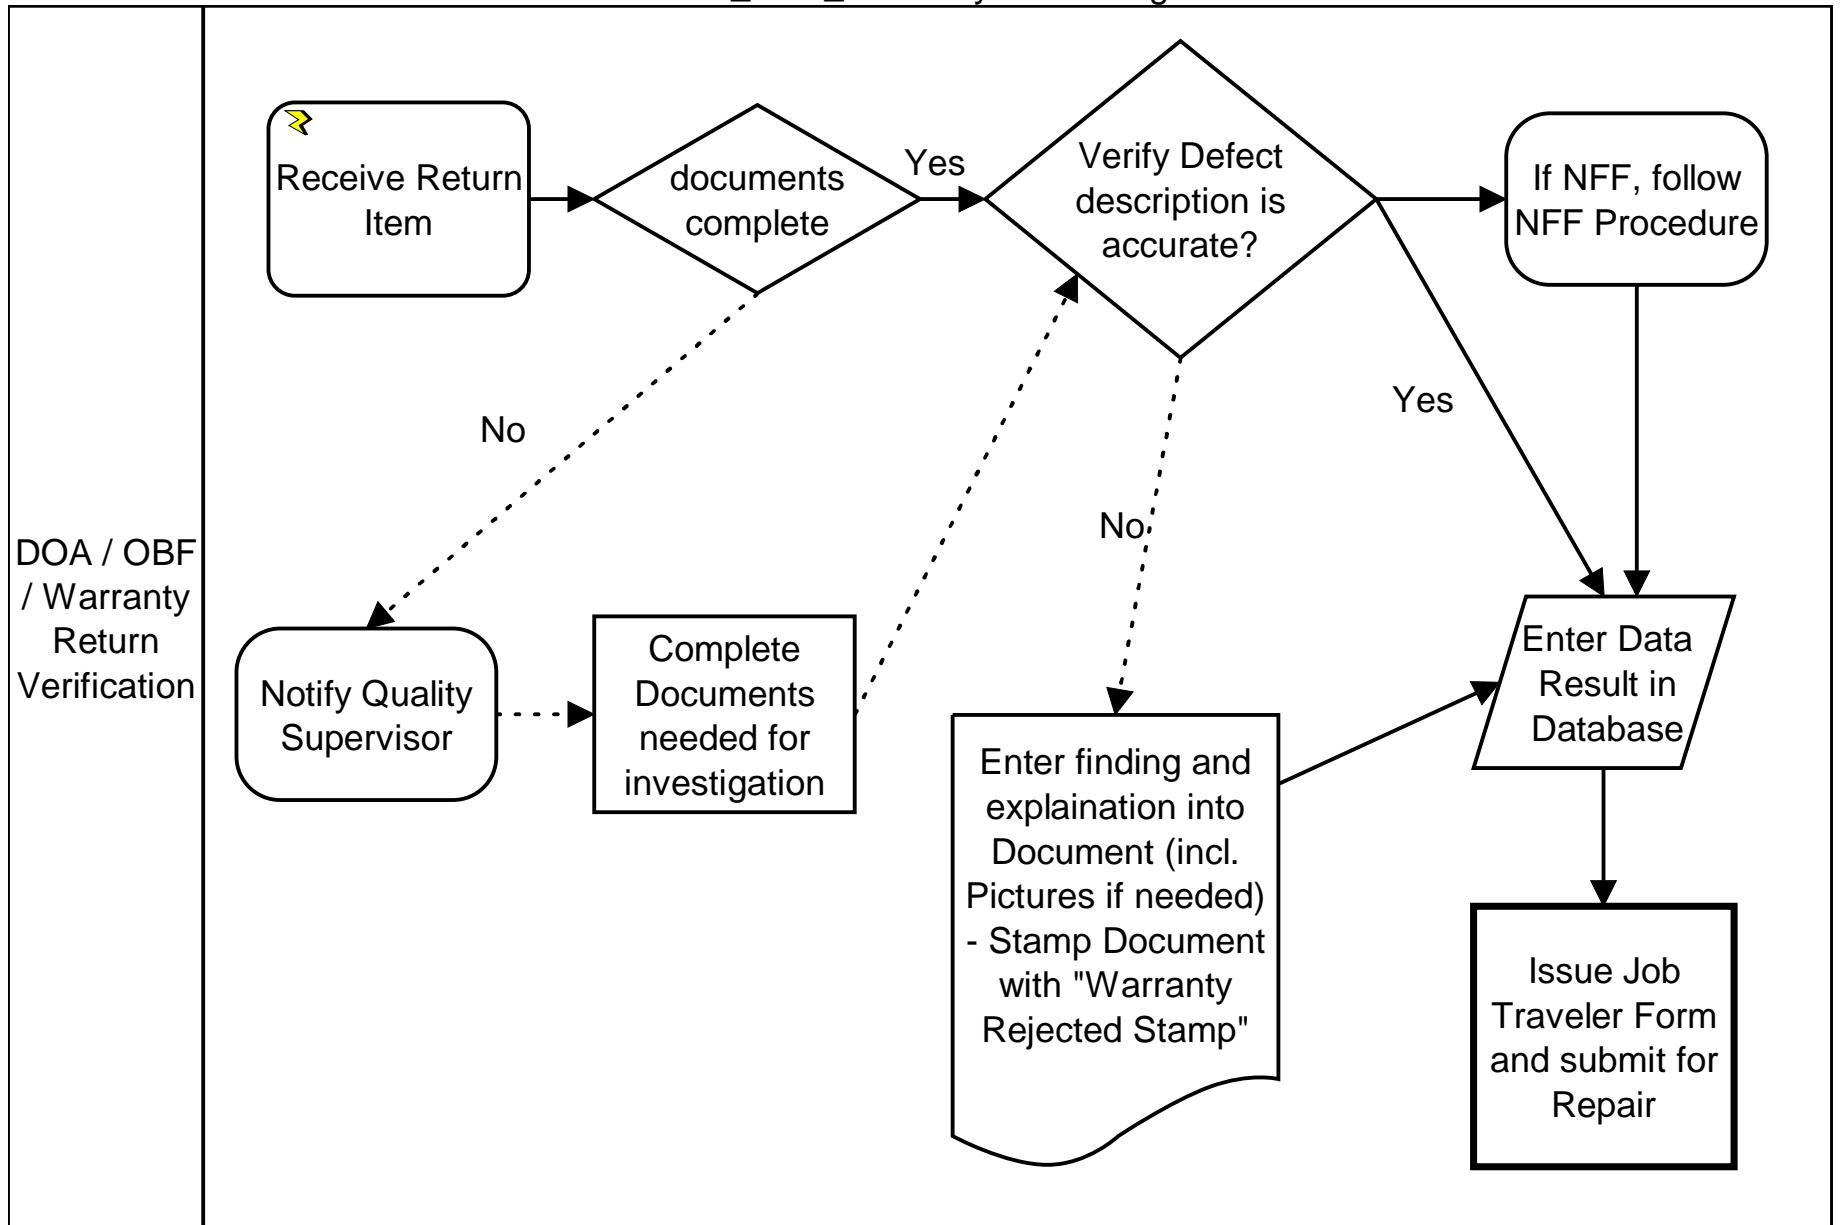 DOA / OBF
/ Warranty
Return
Verification
Receive Return
Item
documents
complete
Yes
Verify Defect
description is
accurate?
If NFF, follow
NFF Procedure
No
Yes
No
Notify Quality
Supervisor
Complete
Documents
needed for
investigation
Enter finding and
explaination into
Document (incl.
Pictures if needed)
- Stamp Document
with "Warranty
Rejected Stamp"
Enter Data
Result in
Database
Issue Job
Traveler Form
and submit for
Repair